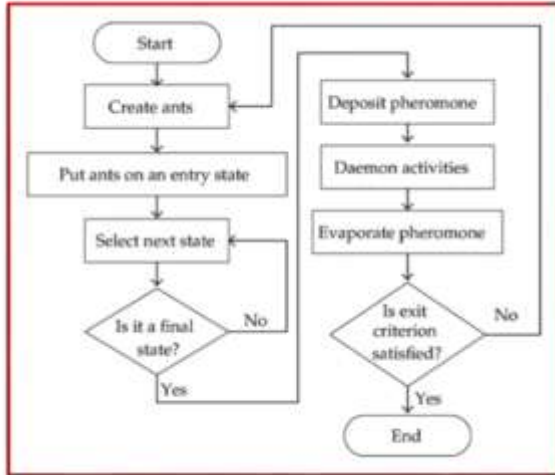 Start
Create ants
Put ants on an entry state
Select next state
Is it a final
state?
No
Yes
Deposit pheromone
Daemon activities
Evaporate pheromone
Is exit
criterion
satisfied?
No
Yes
End